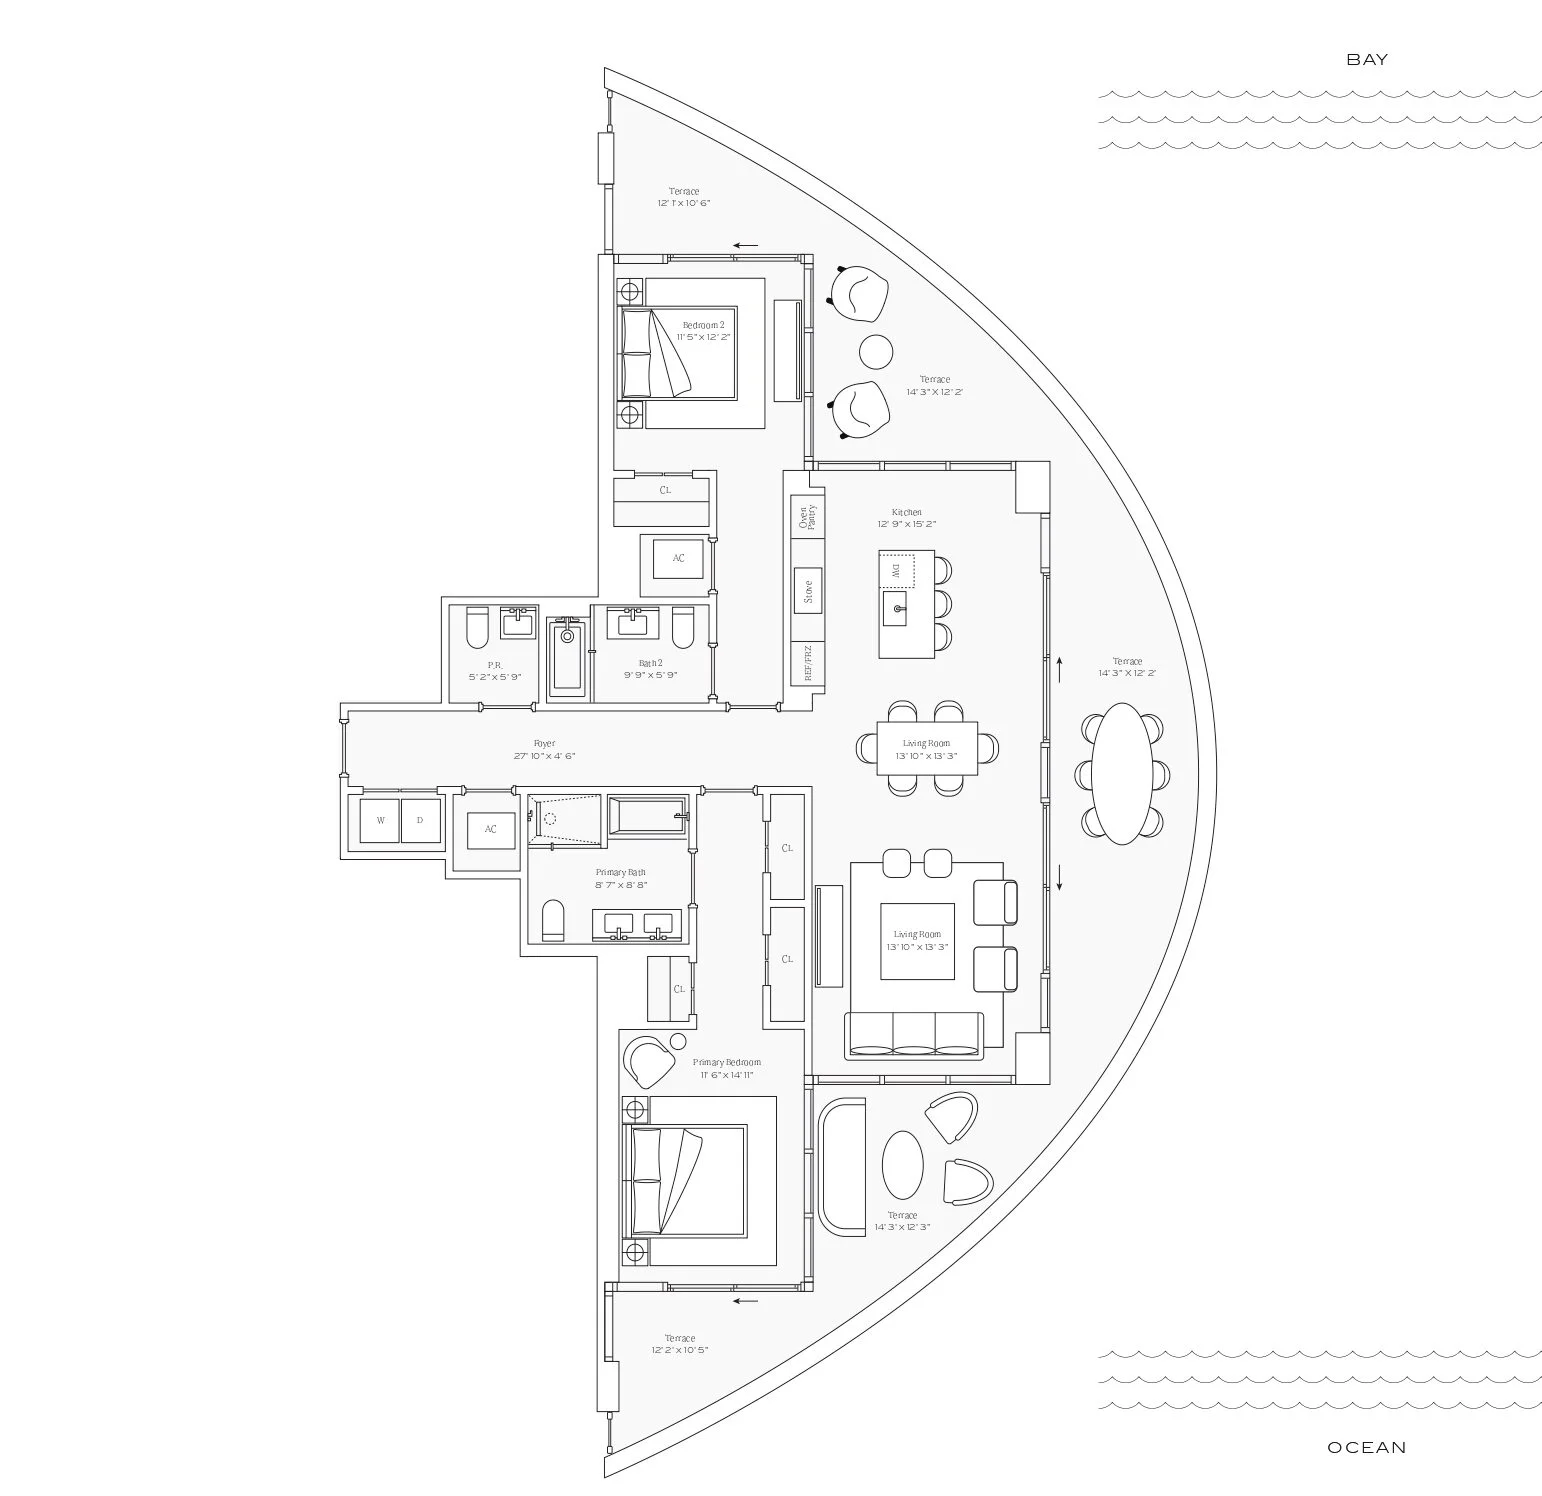 BAY
Terrace
12' 1" x 10' 6"
Bedroom 2
11' 5" x 12' 2"
Terrace
14' 3" X 12' 2'
CL
Oven
Pantry
Kitchen
12' 9" x 15' 2"
AC
DW
Stove
P.R.
5' 2" x 5' 9"
Bath 2
9' 9" x 5' 9"
REF/FRZ
Terrace
14' 3" X 12' 2'
Foyer
27' 10" x 4' 6"
Living Room
13' 10" x 13' 3"
W
D
AC
CL
Primary Bath
8' 7" x 8' 8"
Living Room
13' 10" x 13' 3"
CL
CL
Primary Bedroom
11' 6" x 14' 11"
Terrace
14' 3' x 12' 3"
Terrace
12' 2' x 10' 5"
OCEAN